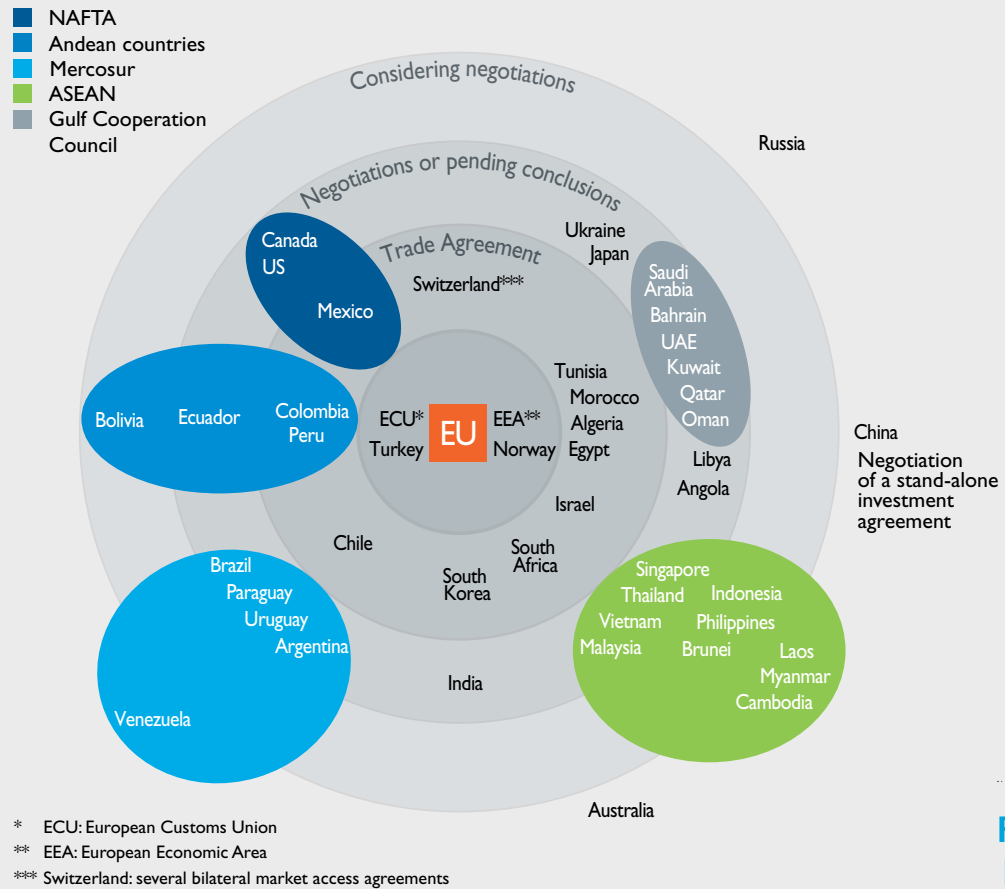 NAFTA
Andean countries
Mercosur
ASEAN
Gulf Cooperation
Council
Considering negotiations
Russia
Negotiations or pending conclusions
Ukraine
Japan
Canada
US
Mexico
Trade Agreement
Switzerland***
Saudi
Arabia
Bahrain
UAE
Kuwait
Qatar
Oman
Tunisia
Morocco
Algeria
Egypt
Bolivia
Ecuador
Colombia
Peru
ECU*
Turkey
EU
EEA**
Norway
Libya
Angola
China
Negotiation
of a stand-alone
investment
agreement
Israel
Chile
South
Africa
South
Korea
Brazil
Paraguay
Uruguay
Argentina
Venezuela
Singapore
Thailand
Indonesia
Vietnam
Philippines
Malaysia
Brunei
Laos
Myanmar
Cambodia
India
Australia
* ECU: European Customs Union
** EEA: European Economic Area
*** Switzerland: several bilateral market access agreements